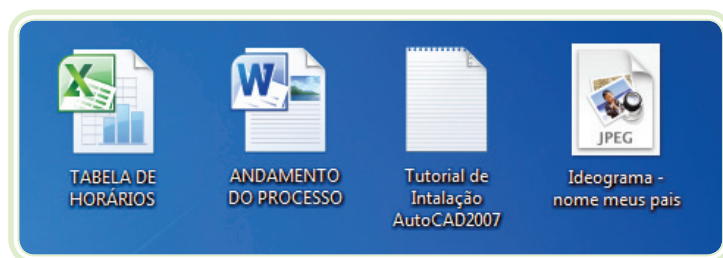 TABELA DE
HORÁRIOS
ANDAMENTO
DO PROCESSO
Tutorial de
Intalação
AutoCAD2007
JPEG
Ideograma -
nome meus pais